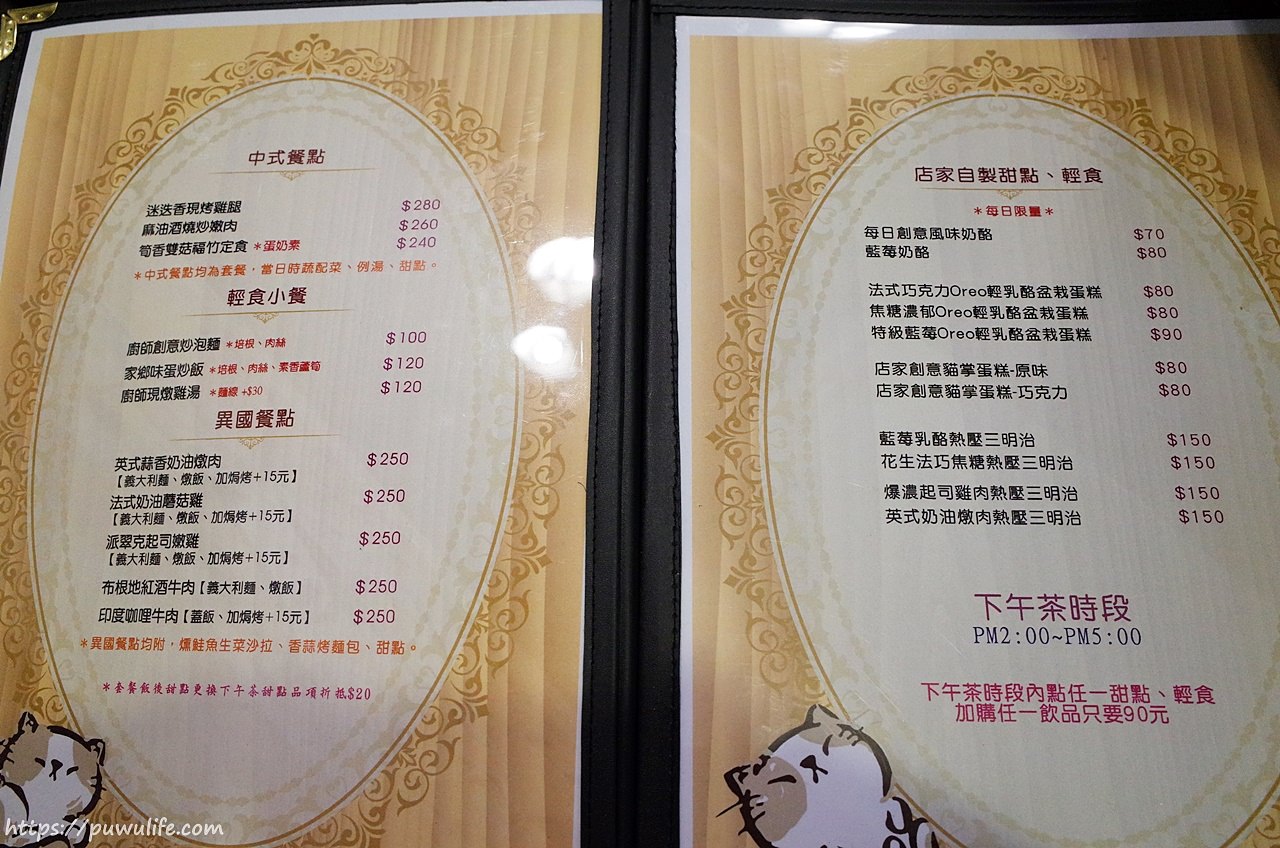 中式餐點
迷迭香現烤雞腿 $280
麻油酒燒炒嫩肉 $260
筍香雙菇福竹定食 *蛋奶素 $240
*中式餐點均為套餐，當日時蔬配菜、例湯、甜點。
輕食小餐
廚師創意炒泡麵 *培根、肉絲 $100
家鄉味蛋炒飯 *培根、肉絲、素香蘆筍 $120
廚師現燉雞湯 *麵線 +$30 $120
異國餐點
英式蒜香奶油燉肉 $250
【義大利麵、燉飯、加焗烤+15元】
法式奶油蘑菇雞 $250
【義大利麵、燉飯、加焗烤+15元】
派翠克起司嫩雞 $250
【義大利麵、燉飯、加焗烤+15元】
布根地紅酒牛肉【義大利麵、燉飯】 $250
印度咖哩牛肉【蓋飯、加焗烤+15元】 $250
*異國餐點均附，燻鮭魚生菜沙拉、香蒜烤麵包、甜點。
*套餐飯後甜點更換下午茶甜點品項折抵$20
店家自製甜點、輕食
*每日限量*
每日創意風味奶酪 $70
藍莓奶酪 $80
法式巧克力Oreo輕乳酪盆栽蛋糕 $80
焦糖濃郁Oreo輕乳酪盆栽蛋糕 $80
特級藍莓Oreo輕乳酪盆栽蛋糕 $90
店家創意貓掌蛋糕-原味 $80
店家創意貓掌蛋糕-巧克力 $80
藍莓乳酪熱壓三明治 $150
花生法巧焦糖熱壓三明治 $150
爆濃起司雞肉熱壓三明治 $150
英式奶油燉肉熱壓三明治 $150
下午茶時段
PM2:00~PM5:00
下午茶時段內點任一甜點、輕食
加購任一飲品只要90元
https://puwulife.com